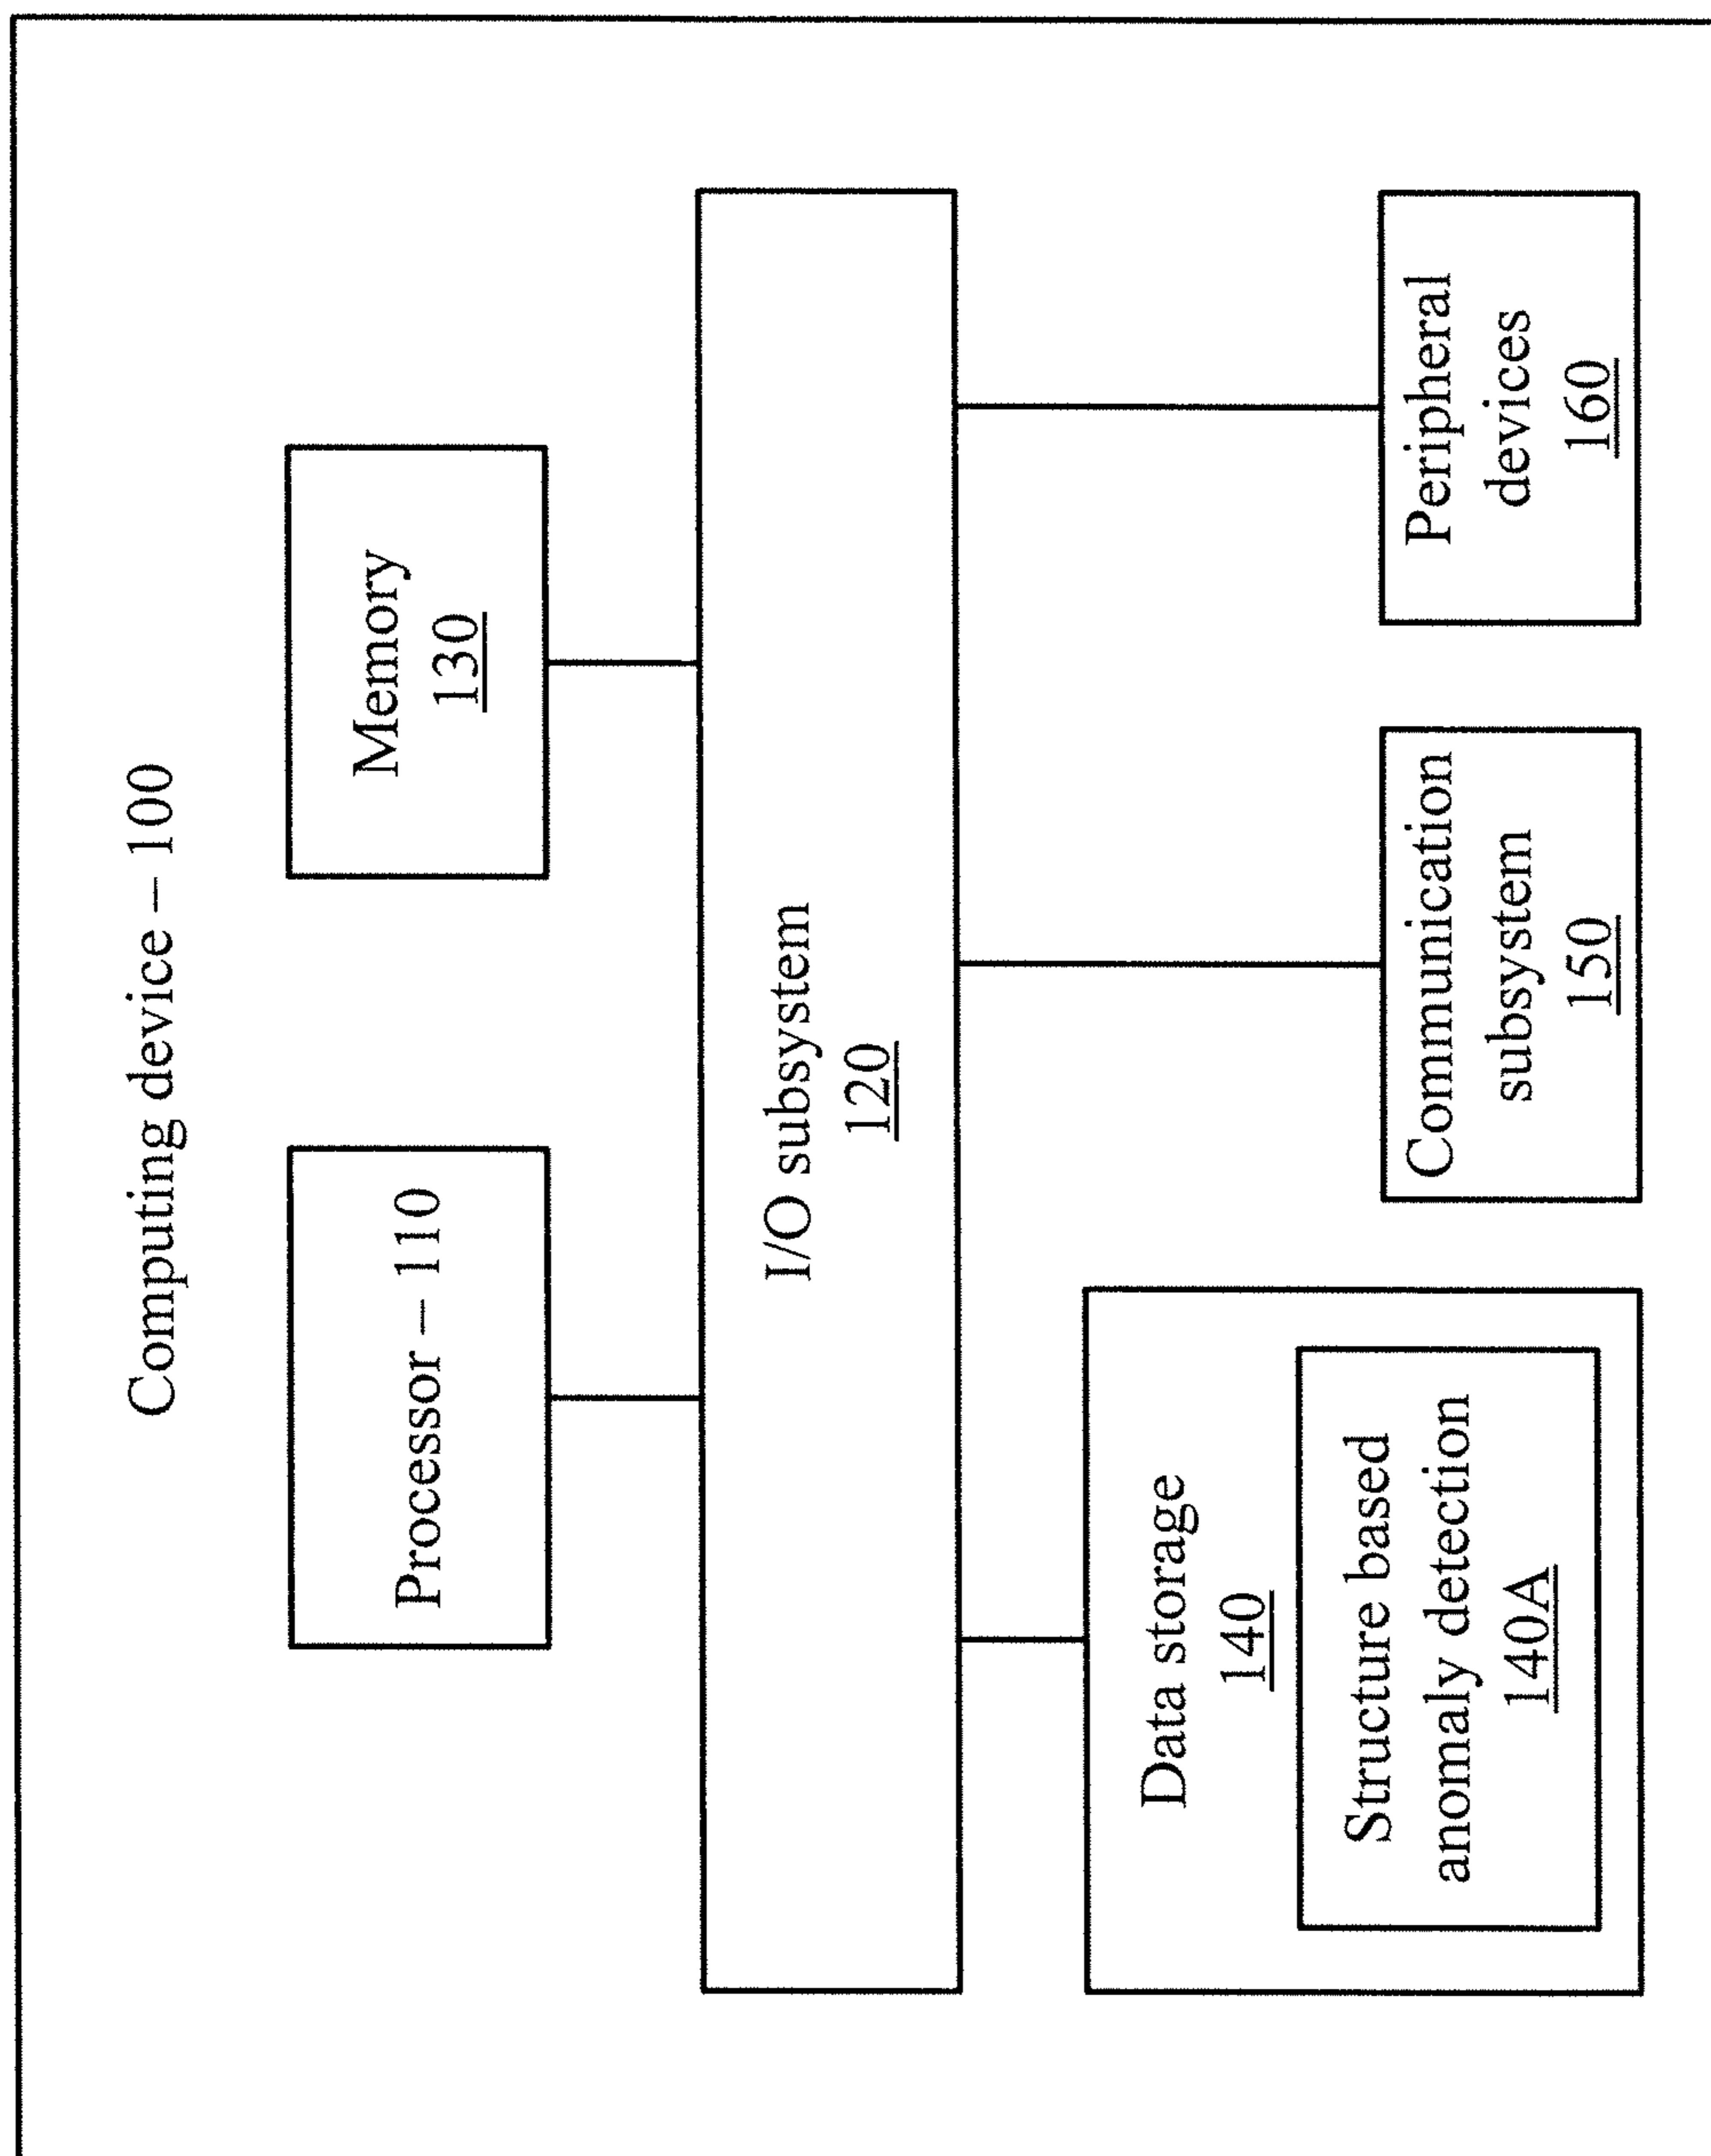 Computing device – 100
Processor – 110
Memory
130
I/O subsystem
120
Data storage
140
Structure based
anomaly detection
140A
Communication
subsystem
150
Peripheral
devices
160